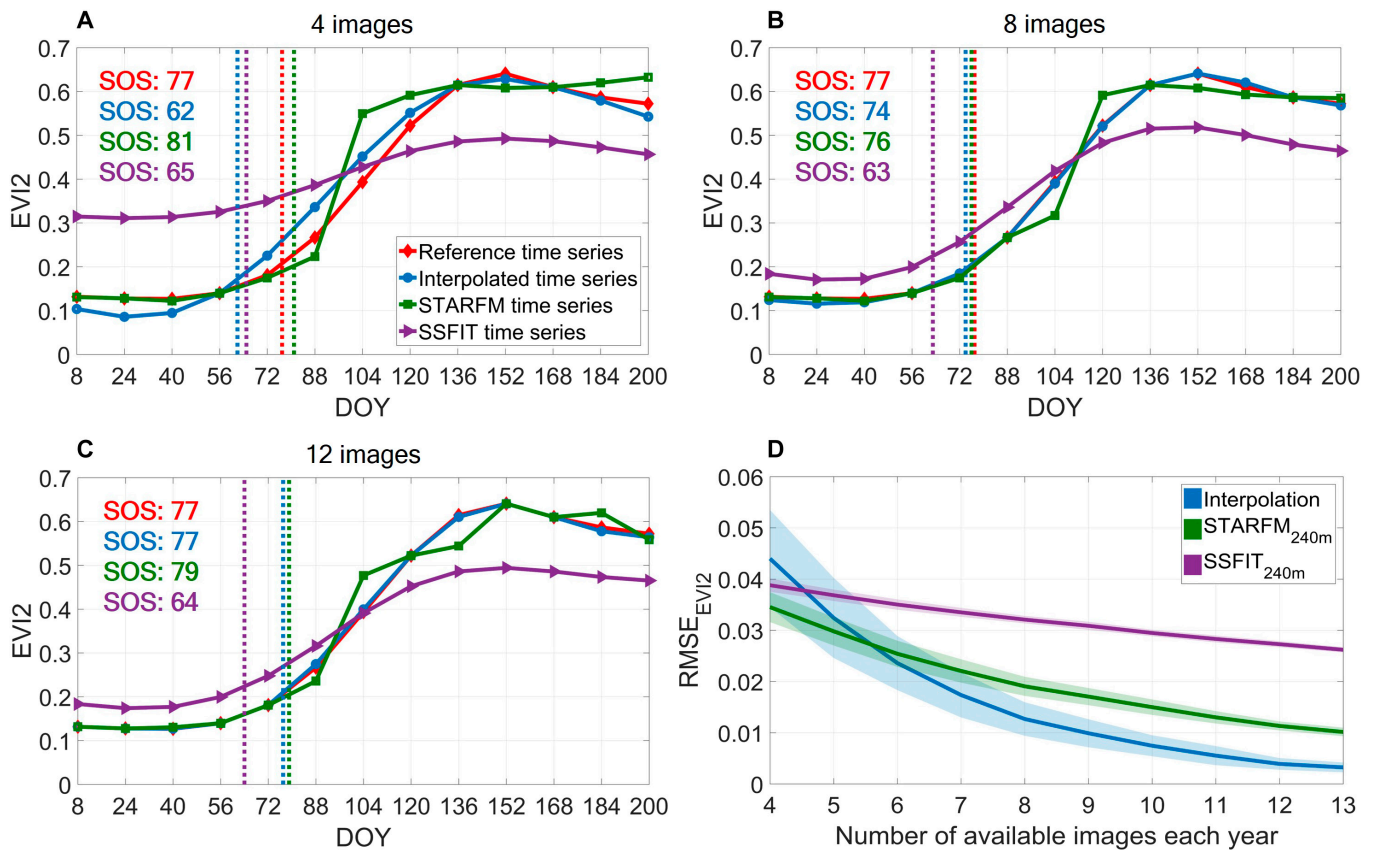 A
4 images
0.7
0.6
0.5
0.4
0.3
0.2
0.1
0
EVI2
SOS: 77
SOS: 62
SOS: 81
SOS: 65
Reference time series
Interpolated time series
STARFM time series
SSFIT time series
8 24 40 56 72 88 104 120 136 152 168 184 200
DOY
B
8 images
0.7
0.6
0.5
0.4
0.3
0.2
0.1
0
EVI2
SOS: 77
SOS: 74
SOS: 76
SOS: 63
8 24 40 56 72 88 104 120 136 152 168 184 200
DOY
C
12 images
0.7
0.6
0.5
0.4
0.3
0.2
0.1
0
EVI2
SOS: 77
SOS: 77
SOS: 79
SOS: 64
8 24 40 56 72 88 104 120 136 152 168 184 200
DOY
D
0.06
0.05
0.04
0.03
0.02
0.01
0
RMSE EVI2
Interpolation
STARFM 240m
SSFIT 240m
4 5 6 7 8 9 10 11 12 13
Number of available images each year